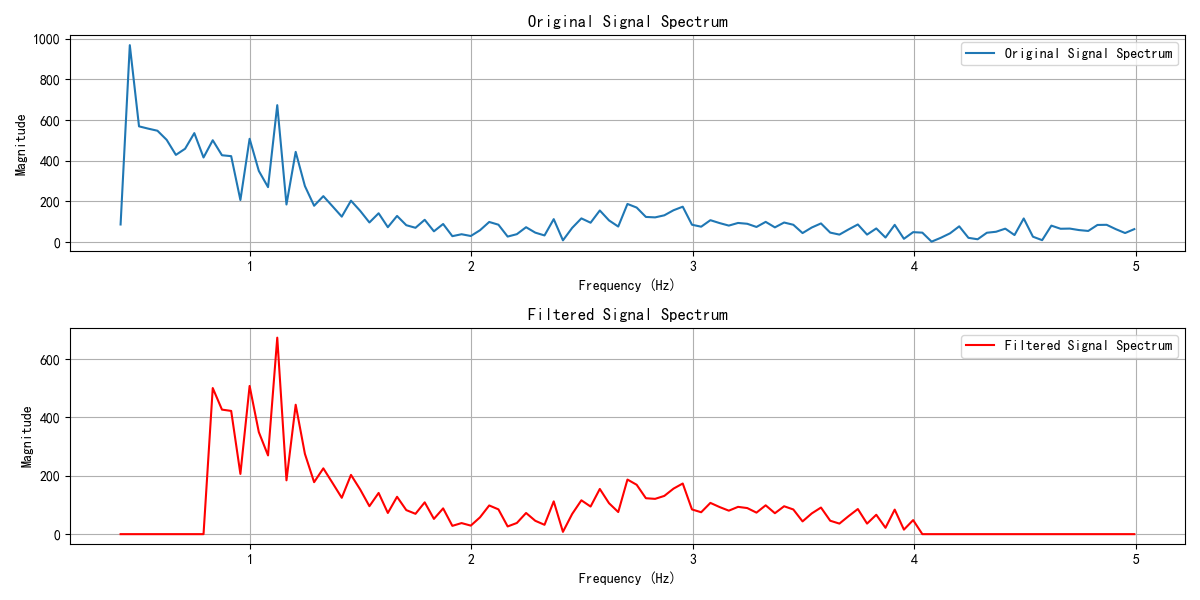 Original Signal Spectrum
1000
800
600
400
200
0
Magnitude
Original Signal Spectrum
1 2 3 4 5
Frequency (Hz)
Filtered Signal Spectrum
600
400
200
0
Magnitude
Filtered Signal Spectrum
1 2 3 4 5
Frequency (Hz)